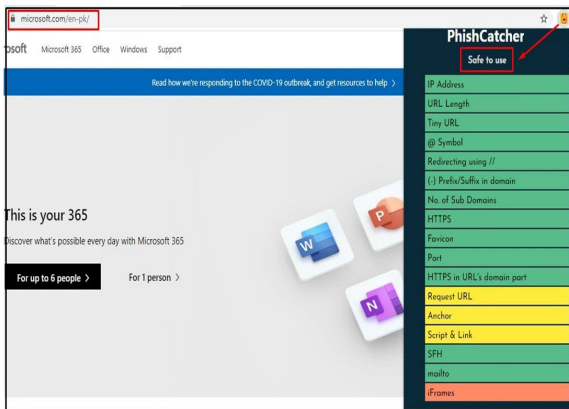 microsoft.com/en-pk/
rosoft Microsoft 365 Office Windows Support
Read how we're responding to the COVID-19 outbreak, and get resources to help >
This is your 365
Discover what's possible every day with Microsoft 365
For up to 6 people >
For 1 person >
W
P
N
PhishCatcher
Safe to use
IP Address
URL Length
Tiny URL
@ Symbol
Redirecting using //
(-) Prefix/Suffix in domain
No. of Sub Domains
HTTPS
Favicon
Port
HTTPS in URL's domain part
Request URL
Anchor
Script & Link
SFH
mailto
iFrames